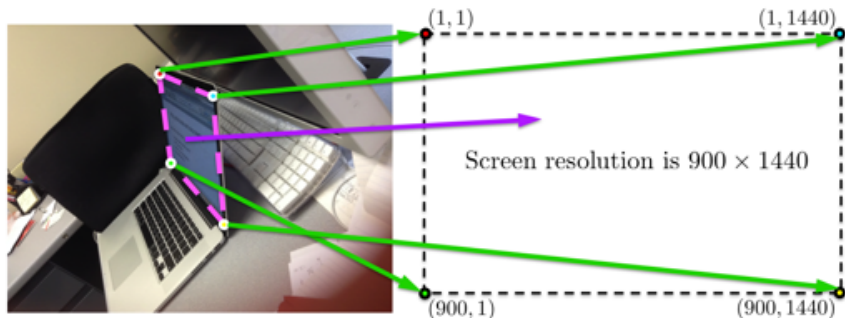 (1, 1)
(1, 1440)
Screen resolution is 900 × 1440
(900, 1)
(900, 1440)